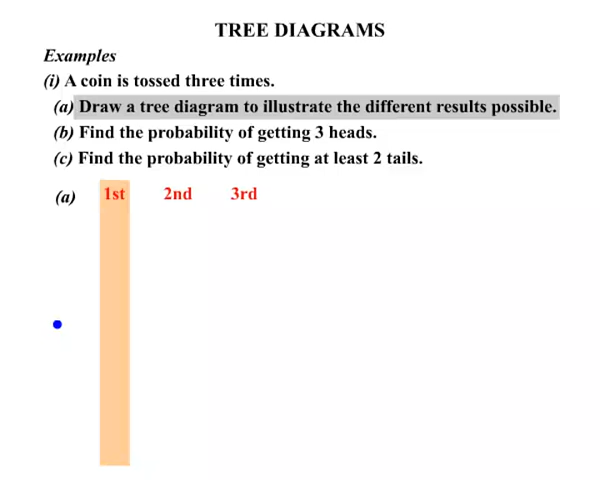 TREE DIAGRAMS
Examples
(i) A coin is tossed three times.
(a) Draw a tree diagram to illustrate the different results possible.
(b) Find the probability of getting 3 heads.
(c) Find the probability of getting at least 2 tails.
(a) 1st 2nd 3rd